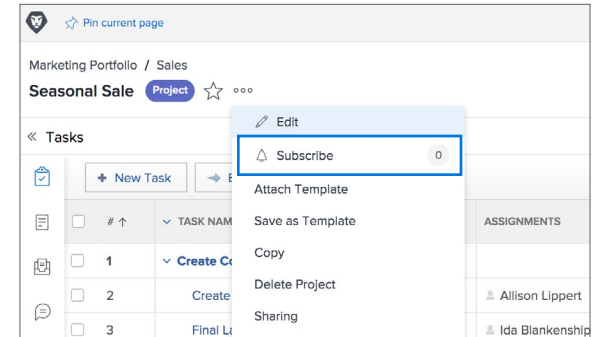 Pin current page
Marketing Portfolio / Sales
Seasonal Sale Project
Edit
« Tasks
Subscribe 0
+ New Task
Attach Template
# ↑ TASK NAM Save as Template ASSIGNMENTS
1 Create Co Copy
Delete Project
2 Create Allison Lippert
Sharing
3 Final La Ida Blankenship